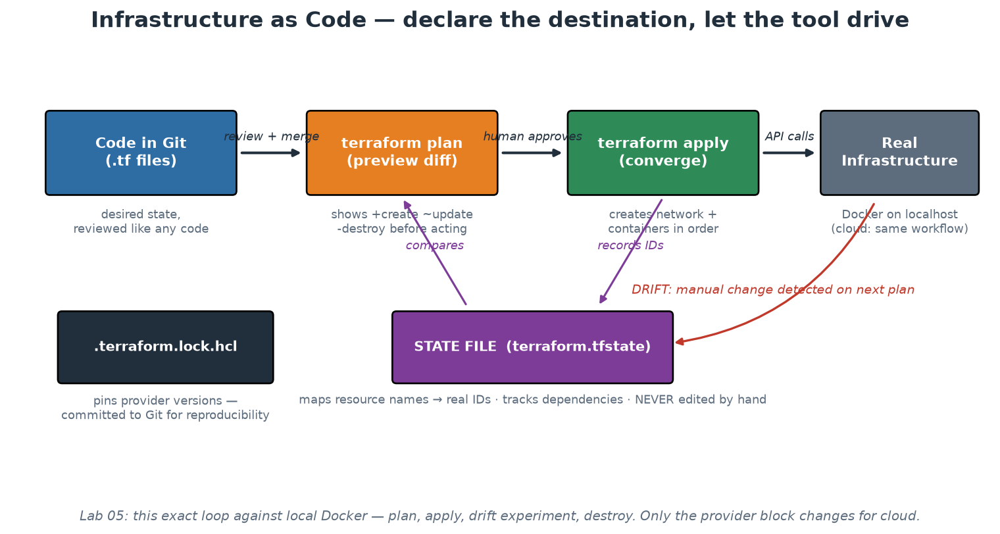 Infrastructure as Code — declare the destination, let the tool drive
Code in Git
(.tf files)
review + merge
terraform plan
(preview diff)
human approves
terraform apply
(converge)
API calls
Real
Infrastructure
desired state,
reviewed like any code
shows +create ~update
-destroy before acting
creates network +
containers in order
Docker on localhost
(cloud: same workflow)
compares
records IDs
DRIFT: manual change detected on next plan
.terraform.lock.hcl
STATE FILE  (terraform.tfstate)
pins provider versions —
committed to Git for reproducibility
maps resource names → real IDs · tracks dependencies · NEVER edited by hand
Lab 05: this exact loop against local Docker — plan, apply, drift experiment, destroy. Only the provider block changes for cloud.